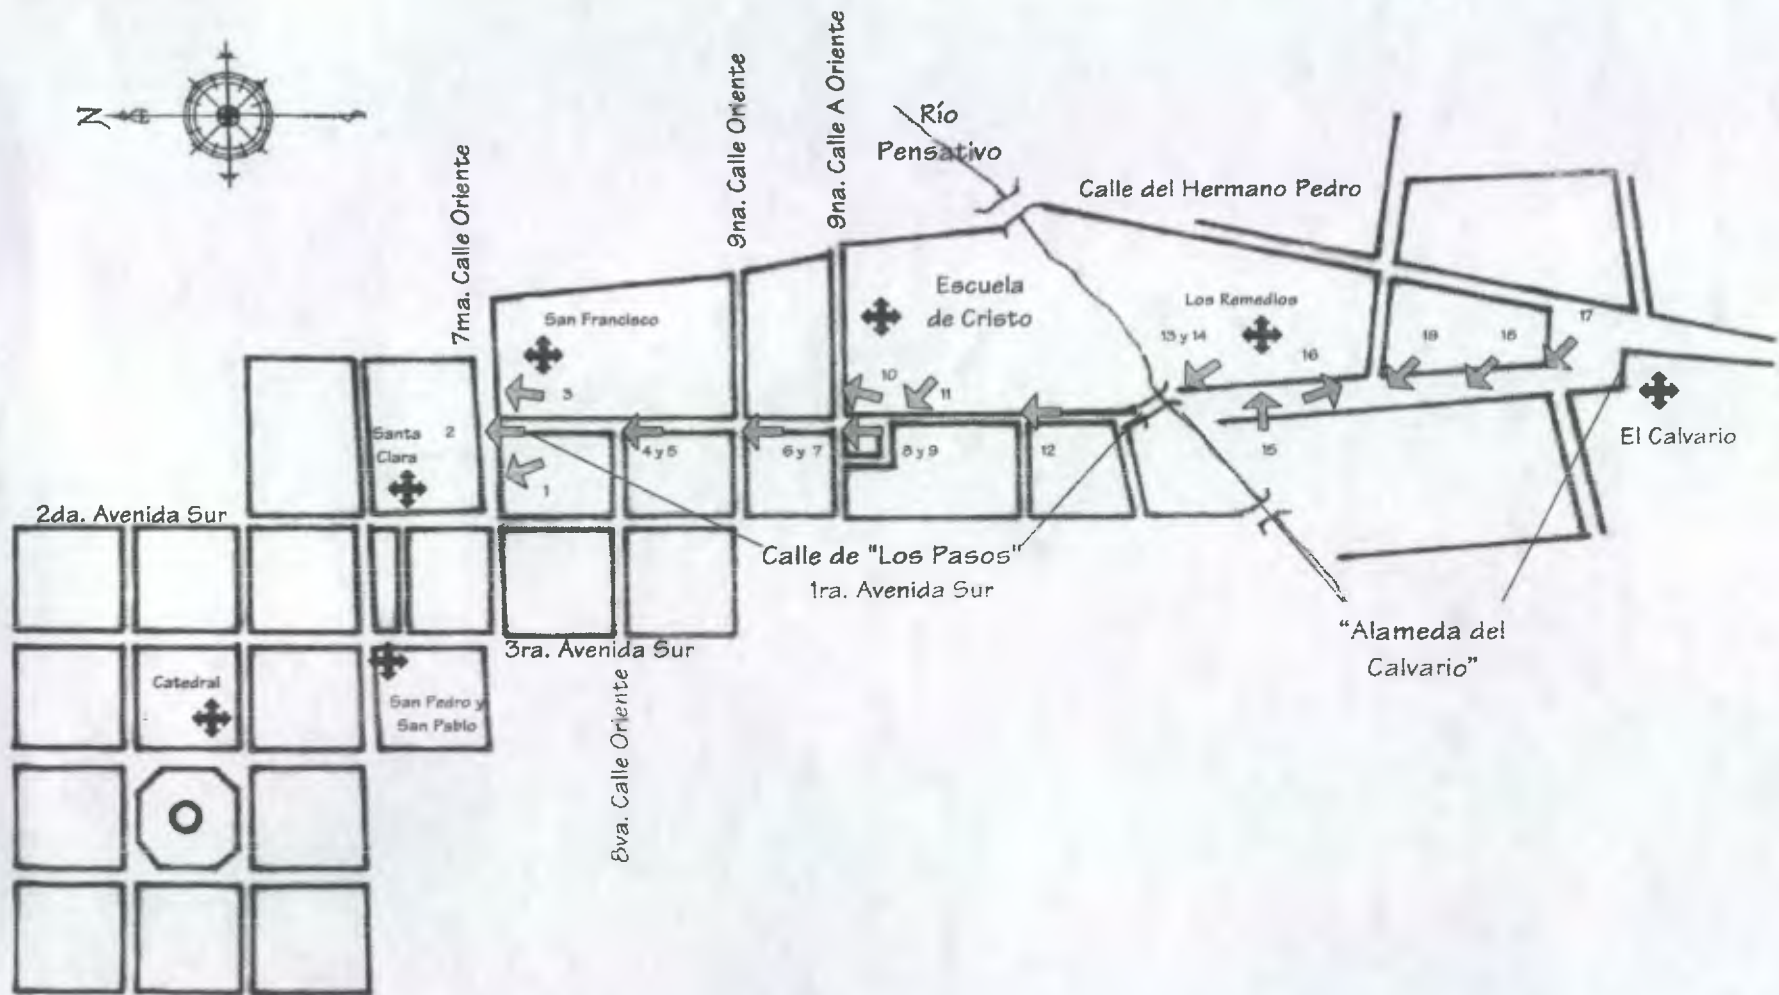 N
7ma. Calle Oriente
9na. Calle Oriente
9na. Calle A Oriente
Río
Pensativo
Calle del Hermano Pedro
San Francisco
Escuela
de Cristo
Los Remedios
13 y 14
16
19
18
17
3
10
11
Santa
Clara
2
4 y 5
6 y 7
8 y 9
12
15
1
El Calvario
2da. Avenida Sur
Calle de "Los Pasos"
1ra. Avenida Sur
3ra. Avenida Sur
8va. Calle Oriente
"Alameda del
Calvario"
Catedral
San Pedro y
San Pablo